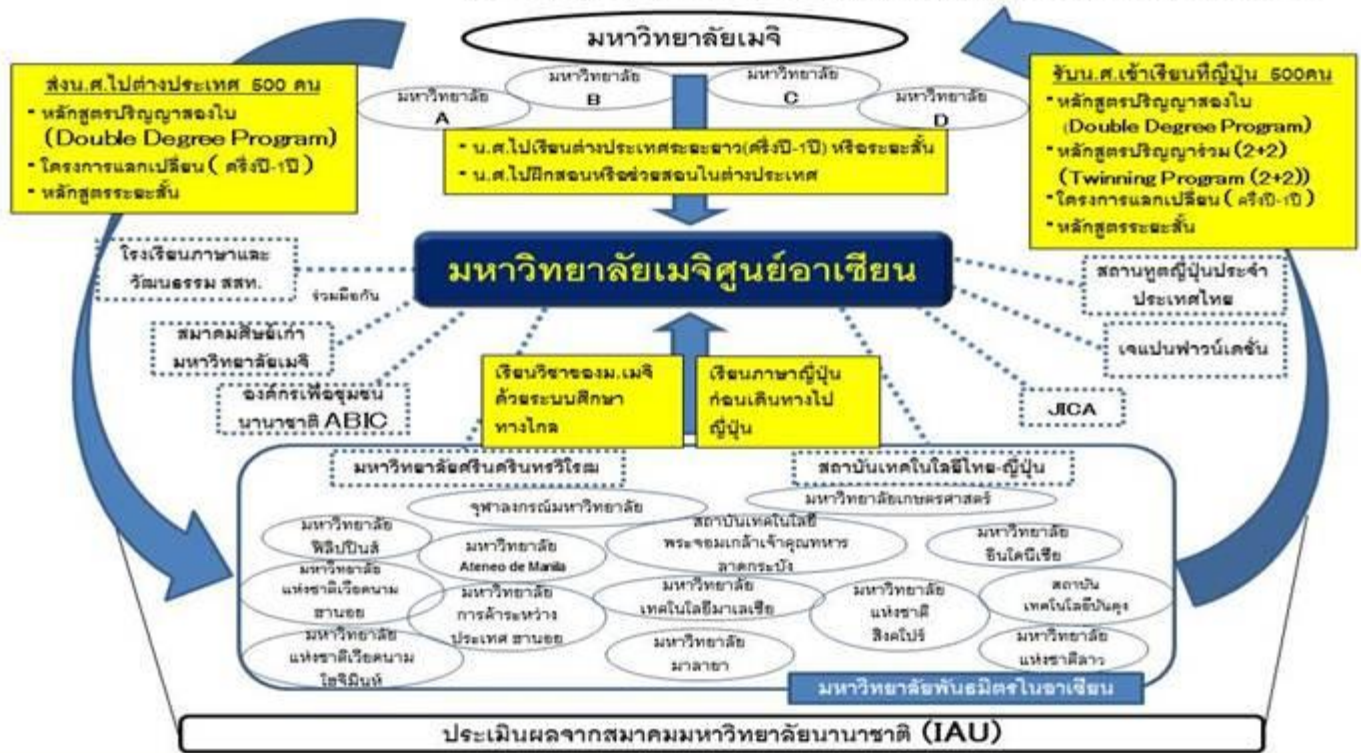 มหาวิทยาลัยเมจิ
ส่งน.ศ.ไปต่างประเทศ 500 คน
- หลักสูตรปริญญาสองใบ
(Double Degree Program)
- โครงการแลกเปลี่ยน ( ครึ่งปี-1ปี )
- หลักสูตรระยะสั้น
มหาวิทยาลัย
A
มหาวิทยาลัย
B
มหาวิทยาลัย
C
มหาวิทยาลัย
D
รับน.ศ.เข้าเรียนที่ญี่ปุ่น 500คน
- หลักสูตรปริญญาสองใบ
(Double Degree Program)
- หลักสูตรปริญญาร่วม (2+2)
(Twinning Program (2+2))
- โครงการแลกเปลี่ยน ( ครึ่งปี-1ปี )
- หลักสูตรระยะสั้น
- น.ศ.ไปเรียนต่างประเทศระยะยาว(ครึ่งปี-1ปี) หรือระยะสั้น
- น.ศ.ไปฝึกสอนหรือช่วยสอนในต่างประเทศ
มหาวิทยาลัยเมจิศูนย์อาเซียน
โรงเรียนภาษาและ
วัฒนธรรม สสท.
ร่วมมือกัน
สมาคมศิษย์เก่า
มหาวิทยาลัยเมจิ
องค์กรเพื่อชุมชน
นานาชาติ ABIC
สถานทูตญี่ปุ่นประจำ
ประเทศไทย
เจแปนฟาวน์เดชั่น
JICA
เรียนวิชาของม.เมจิ
ด้วยระบบศึกษา
ทางไกล
เรียนภาษาญี่ปุ่น
ก่อนเดินทางไป
ญี่ปุ่น
มหาวิทยาลัยศรีนครินทรวิโรฒ
สถาบันเทคโนโลยีไทย-ญี่ปุ่น
จุฬาลงกรณ์มหาวิทยาลัย
มหาวิทยาลัยเกษตรศาสตร์
มหาวิทยาลัย
ฟิลิปปินส์
มหาวิทยาลัย
Ateneo de Manila
สถาบันเทคโนโลยี
พระจอมเกล้าเจ้าคุณทหาร
ลาดกระบัง
มหาวิทยาลัย
อินโดนีเซีย
มหาวิทยาลัย
แห่งชาติเวียดนาม
ฮานอย
มหาวิทยาลัย
การค้าระหว่าง
ประเทศ ฮานอย
มหาวิทยาลัย
เทคโนโลยีมาเลเซีย
มหาวิทยาลัย
แห่งชาติ
สิงคโปร์
สถาบัน
เทคโนโลยีบันดุง
มหาวิทยาลัย
แห่งชาติเวียดนาม
โฮจิมินห์
มหาวิทยาลัย
มาลายา
มหาวิทยาลัย
แห่งชาติลาว
มหาวิทยาลัยพันธมิตรในอาเซียน
ประเมินผลจากสมาคมมหาวิทยาลัยนานาชาติ (IAU)